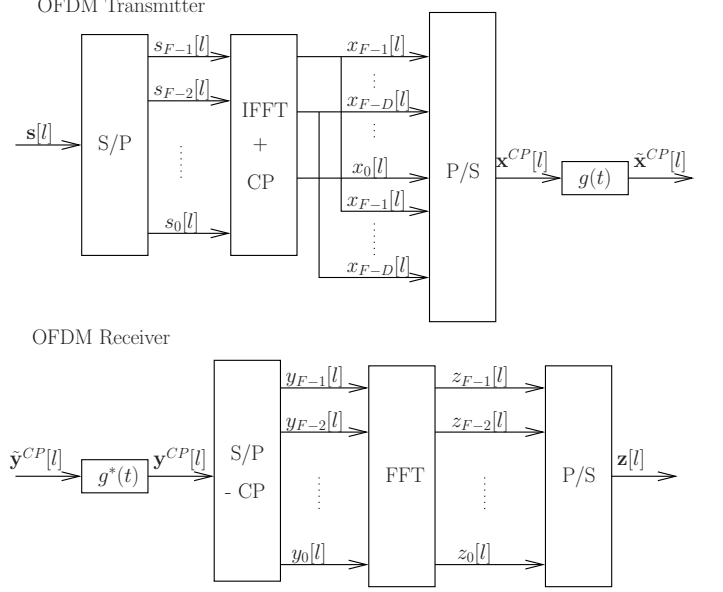 OFDM Transmitter
s[l]
S/P
s_{F-1}[l]
s_{F-2}[l]
s_0[l]
IFFT
+
CP
x_{F-1}[l]
x_{F-D}[l]
x_0[l]
x_{F-1}[l]
x_{F-D}[l]
P/S
x^{CP}[l]
g(t)
x̃^{CP}[l]
OFDM Receiver
ỹ^{CP}[l]
g*(t)
y^{CP}[l]
S/P
- CP
y_{F-1}[l]
y_{F-2}[l]
y_0[l]
FFT
z_{F-1}[l]
z_{F-2}[l]
z_0[l]
P/S
z[l]